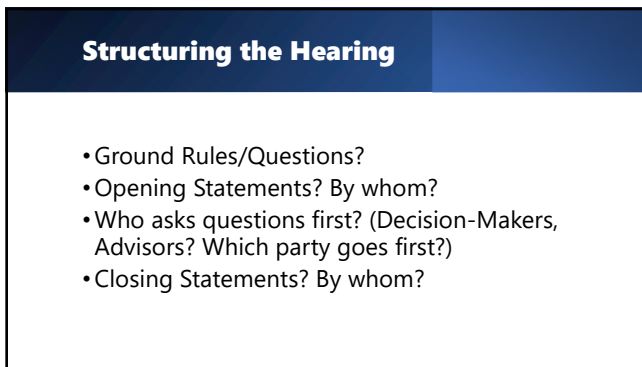 Structuring the Hearing
•Ground Rules/Questions?
•Opening Statements? By whom?
•Who asks questions first? (Decision-Makers,
Advisors? Which party goes first?)
•Closing Statements? By whom?